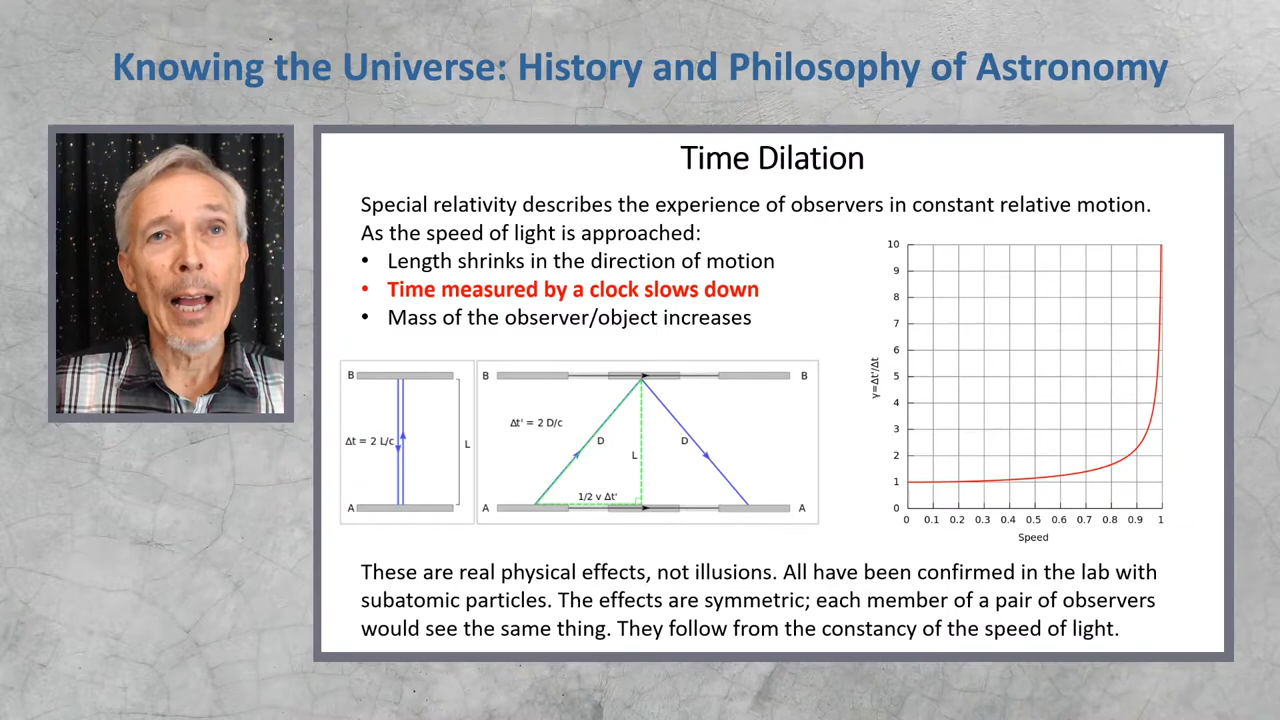 Knowing the Universe: History and Philosophy of Astronomy
Time Dilation
Special relativity describes the experience of observers in constant relative motion.
As the speed of light is approached:
• Length shrinks in the direction of motion
• Time measured by a clock slows down
• Mass of the observer/object increases
B
Δt = 2 L/c
L
A
B
B
Δt' = 2 D/c
D
D
L
1/2 v Δt'
A
A
10
9
8
7
6
5
4
3
2
1
0
γ=Δt'/Δt
0 0.1 0.2 0.3 0.4 0.5 0.6 0.7 0.8 0.9 1
Speed
These are real physical effects, not illusions. All have been confirmed in the lab with
subatomic particles. The effects are symmetric; each member of a pair of observers
would see the same thing. They follow from the constancy of the speed of light.